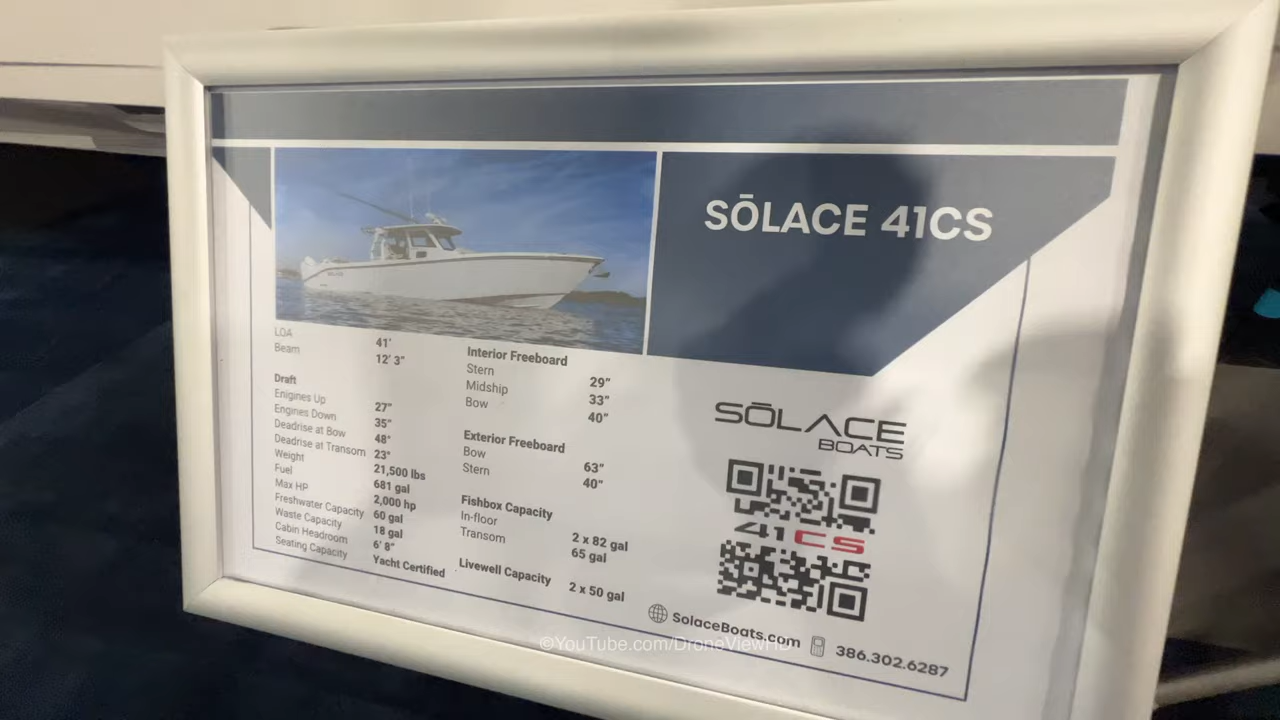 SŌLACE 41CS
LOA 41'
Beam 12' 3"
Draft
Enigines Up 27"
Engines Down 35"
Deadrise at Bow 48°
Deadrise at Transom 23°
Weight 21,500 lbs
Fuel 681 gal
Max HP 2,000 hp
Freshwater Capacity 60 gal
Waste Capacity 18 gal
Cabin Headroom 6' 8"
Seating Capacity Yacht Certified
Interior Freeboard
Stern 29"
Midship 33"
Bow 40"
Exterior Freeboard
Bow 63"
Stern 40"
Fishbox Capacity
In-floor 2 x 82 gal
Transom 65 gal
Livewell Capacity 2 x 50 gal
SŌLACE
BOATS
41CS
SolaceBoats.com 386.302.6287
©YouTube.com/DroneViewHD